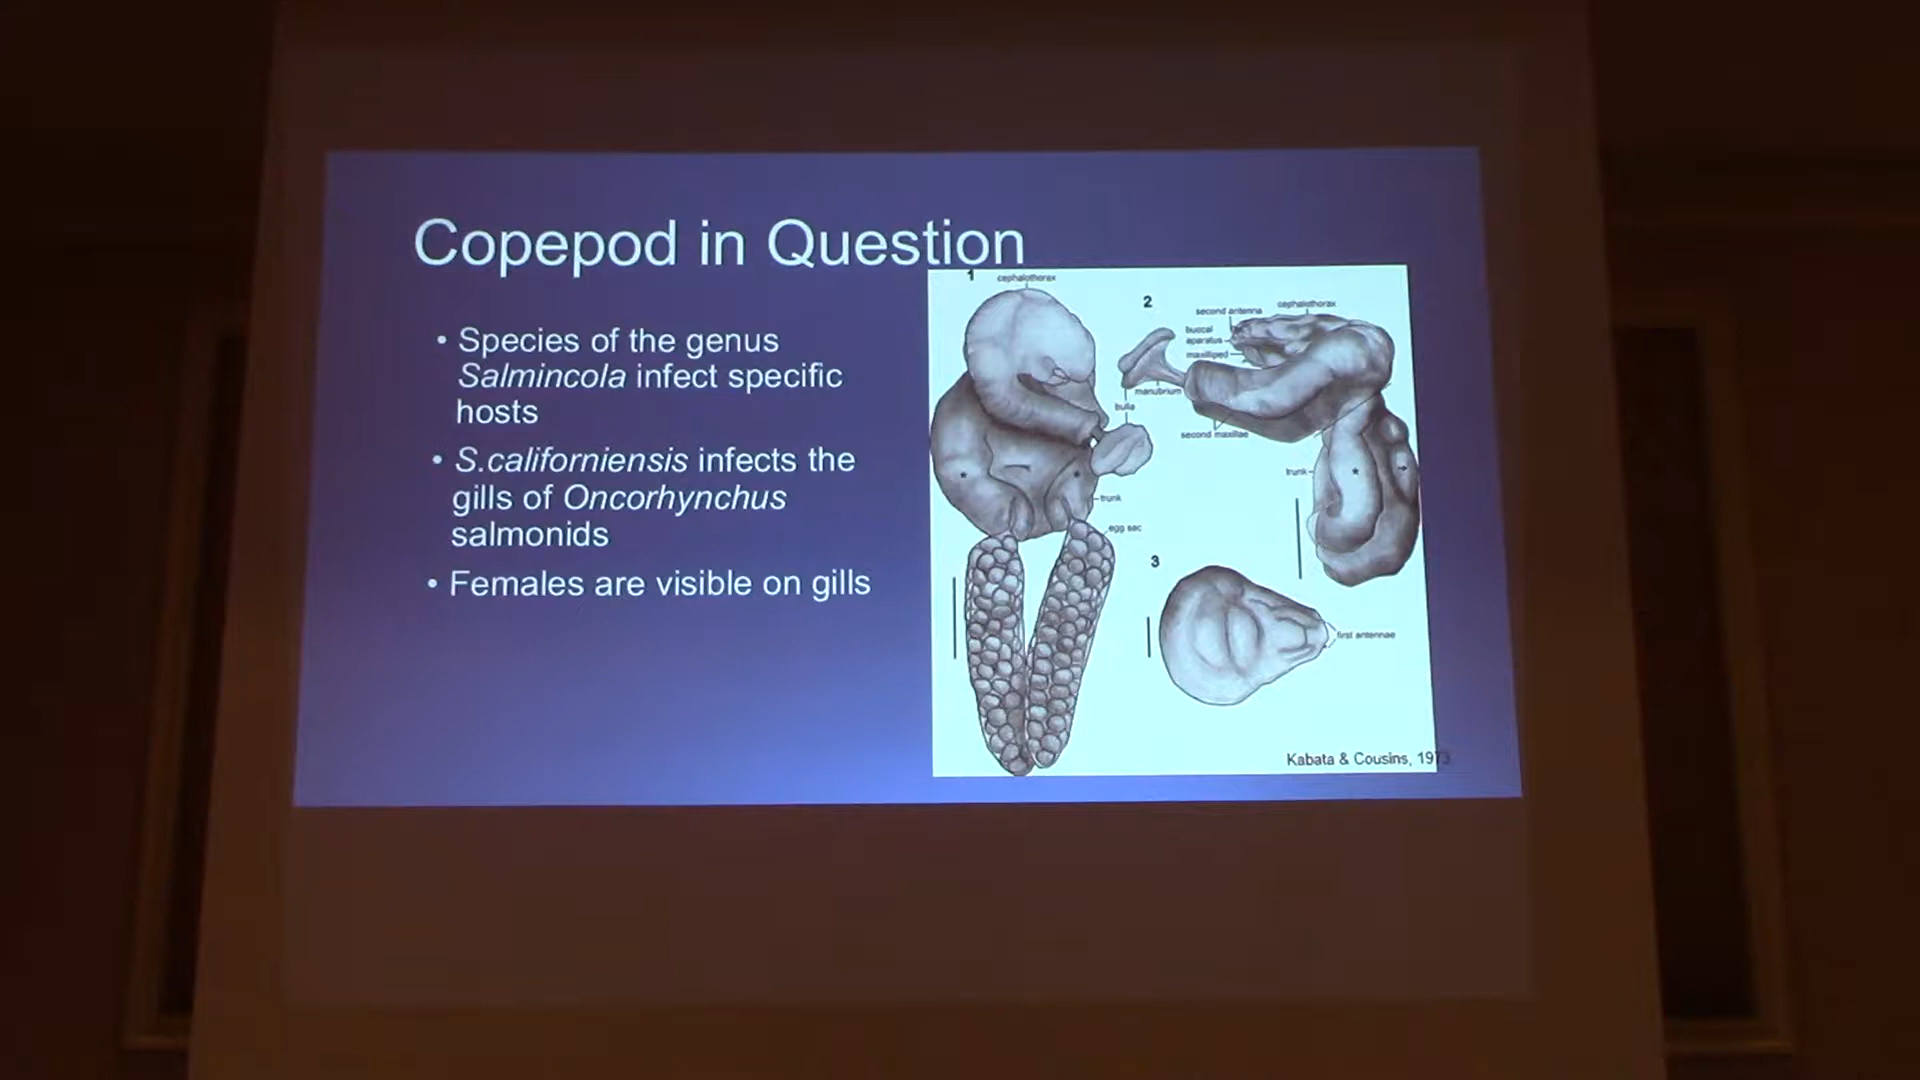 Copepod in Question
• Species of the genus
Salmincola infect specific
hosts
• S.californiensis infects the
gills of Oncorhynchus
salmonids
• Females are visible on gills
1
cephalothorax
trunk
egg sac
2
second antenna
cephalothorax
buccal
aparatus
maxilliped
manubrium
bulla
second maxillae
trunk
3
first antennae
Kabata & Cousins, 1973